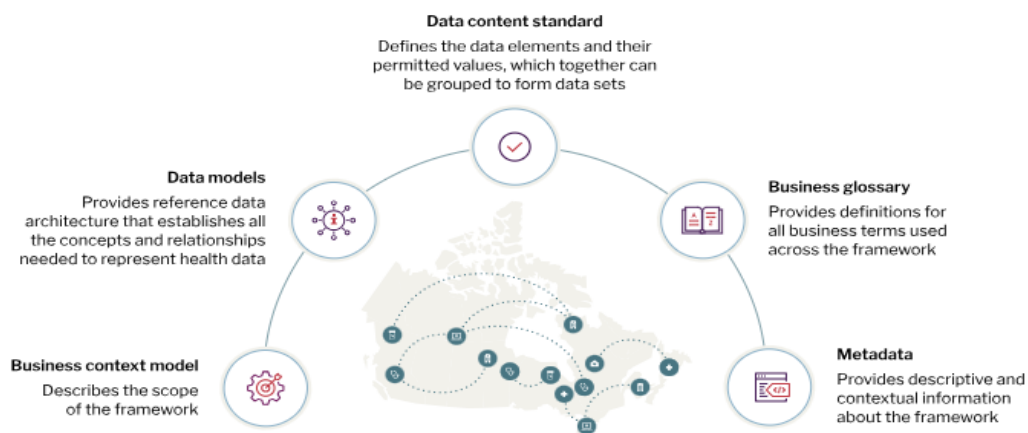 Data content standard
Defines the data elements and their
permitted values, which together can
be grouped to form data sets
Data models
Provides reference data
architecture that establishes all
the concepts and relationships
needed to represent health data
Business glossary
Provides definitions for
all business terms used
across the framework
Business context model
Describes the scope
of the framework
Metadata
Provides descriptive and
contextual information
about the framework